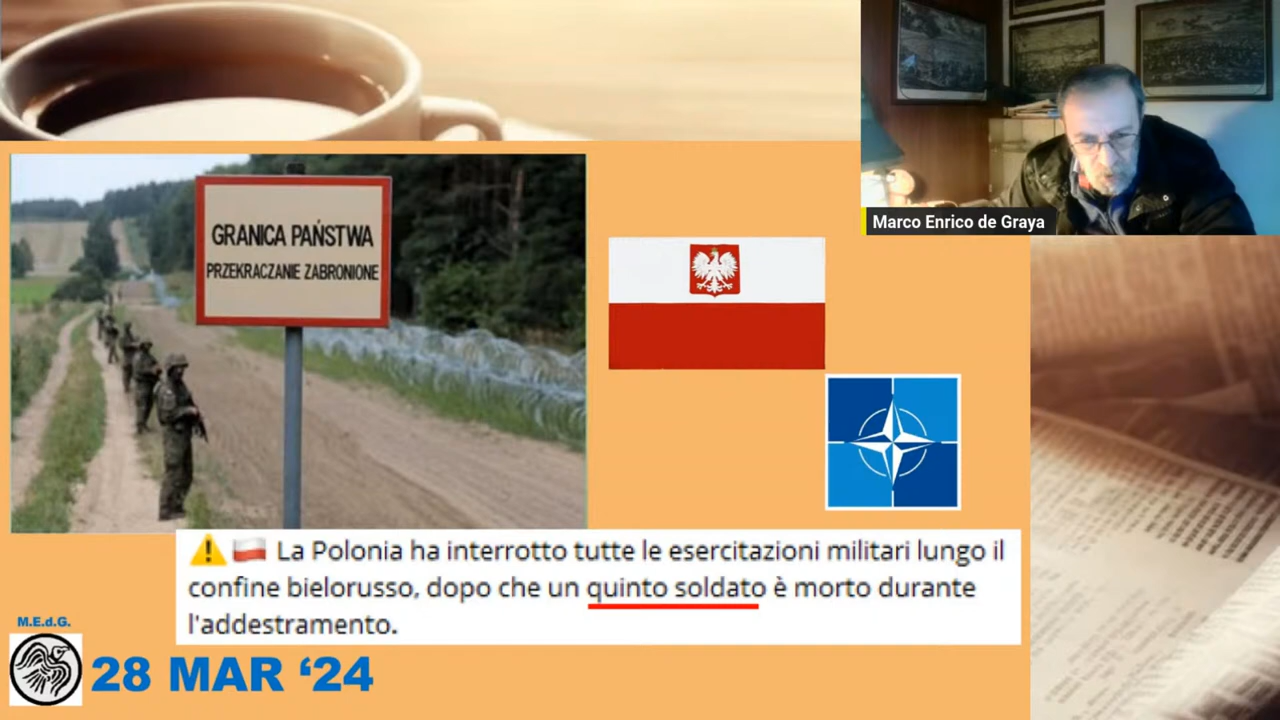 Marco Enrico de Graya
GRANICA PAŃSTWA
PRZEKRACZANIE ZABRONIONE
La Polonia ha interrotto tutte le esercitazioni militari lungo il
confine bielorusso, dopo che un quinto soldato è morto durante
l'addestramento.
M.E.d.G.
28 MAR ‘24